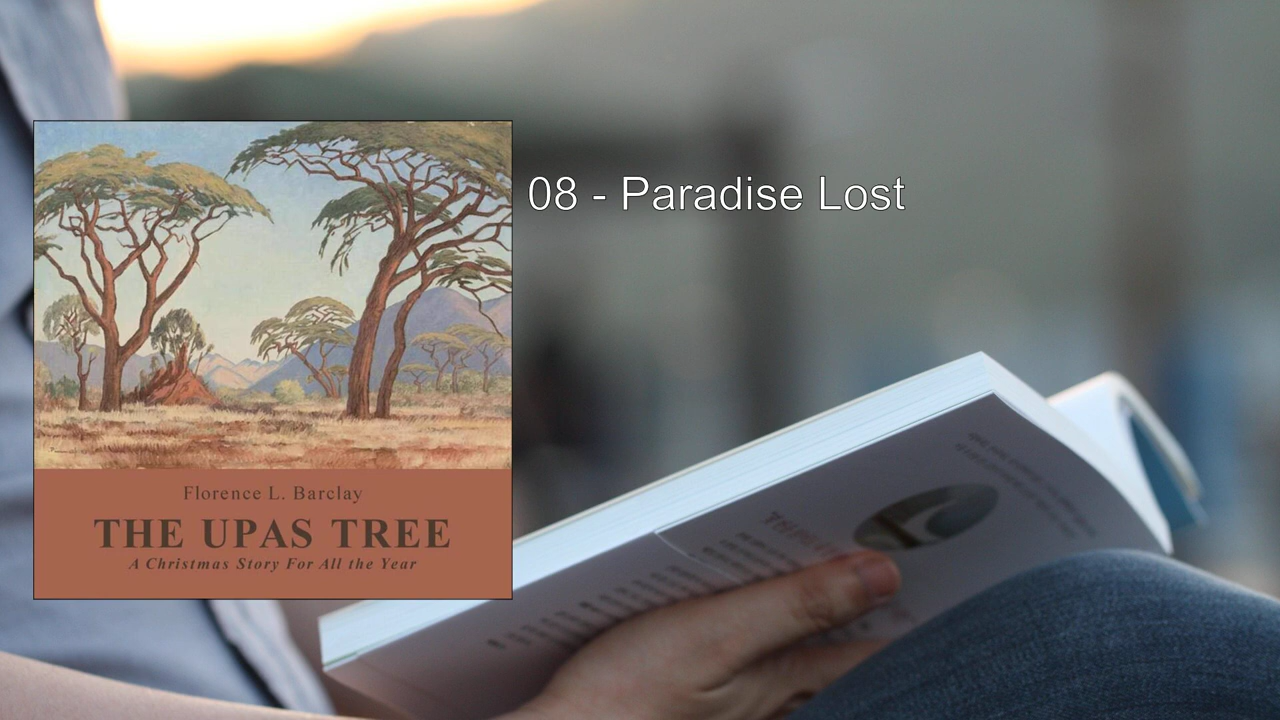 08 - Paradise Lost
Florence L. Barclay
THE UPAS TREE
A Christmas Story For All the Year